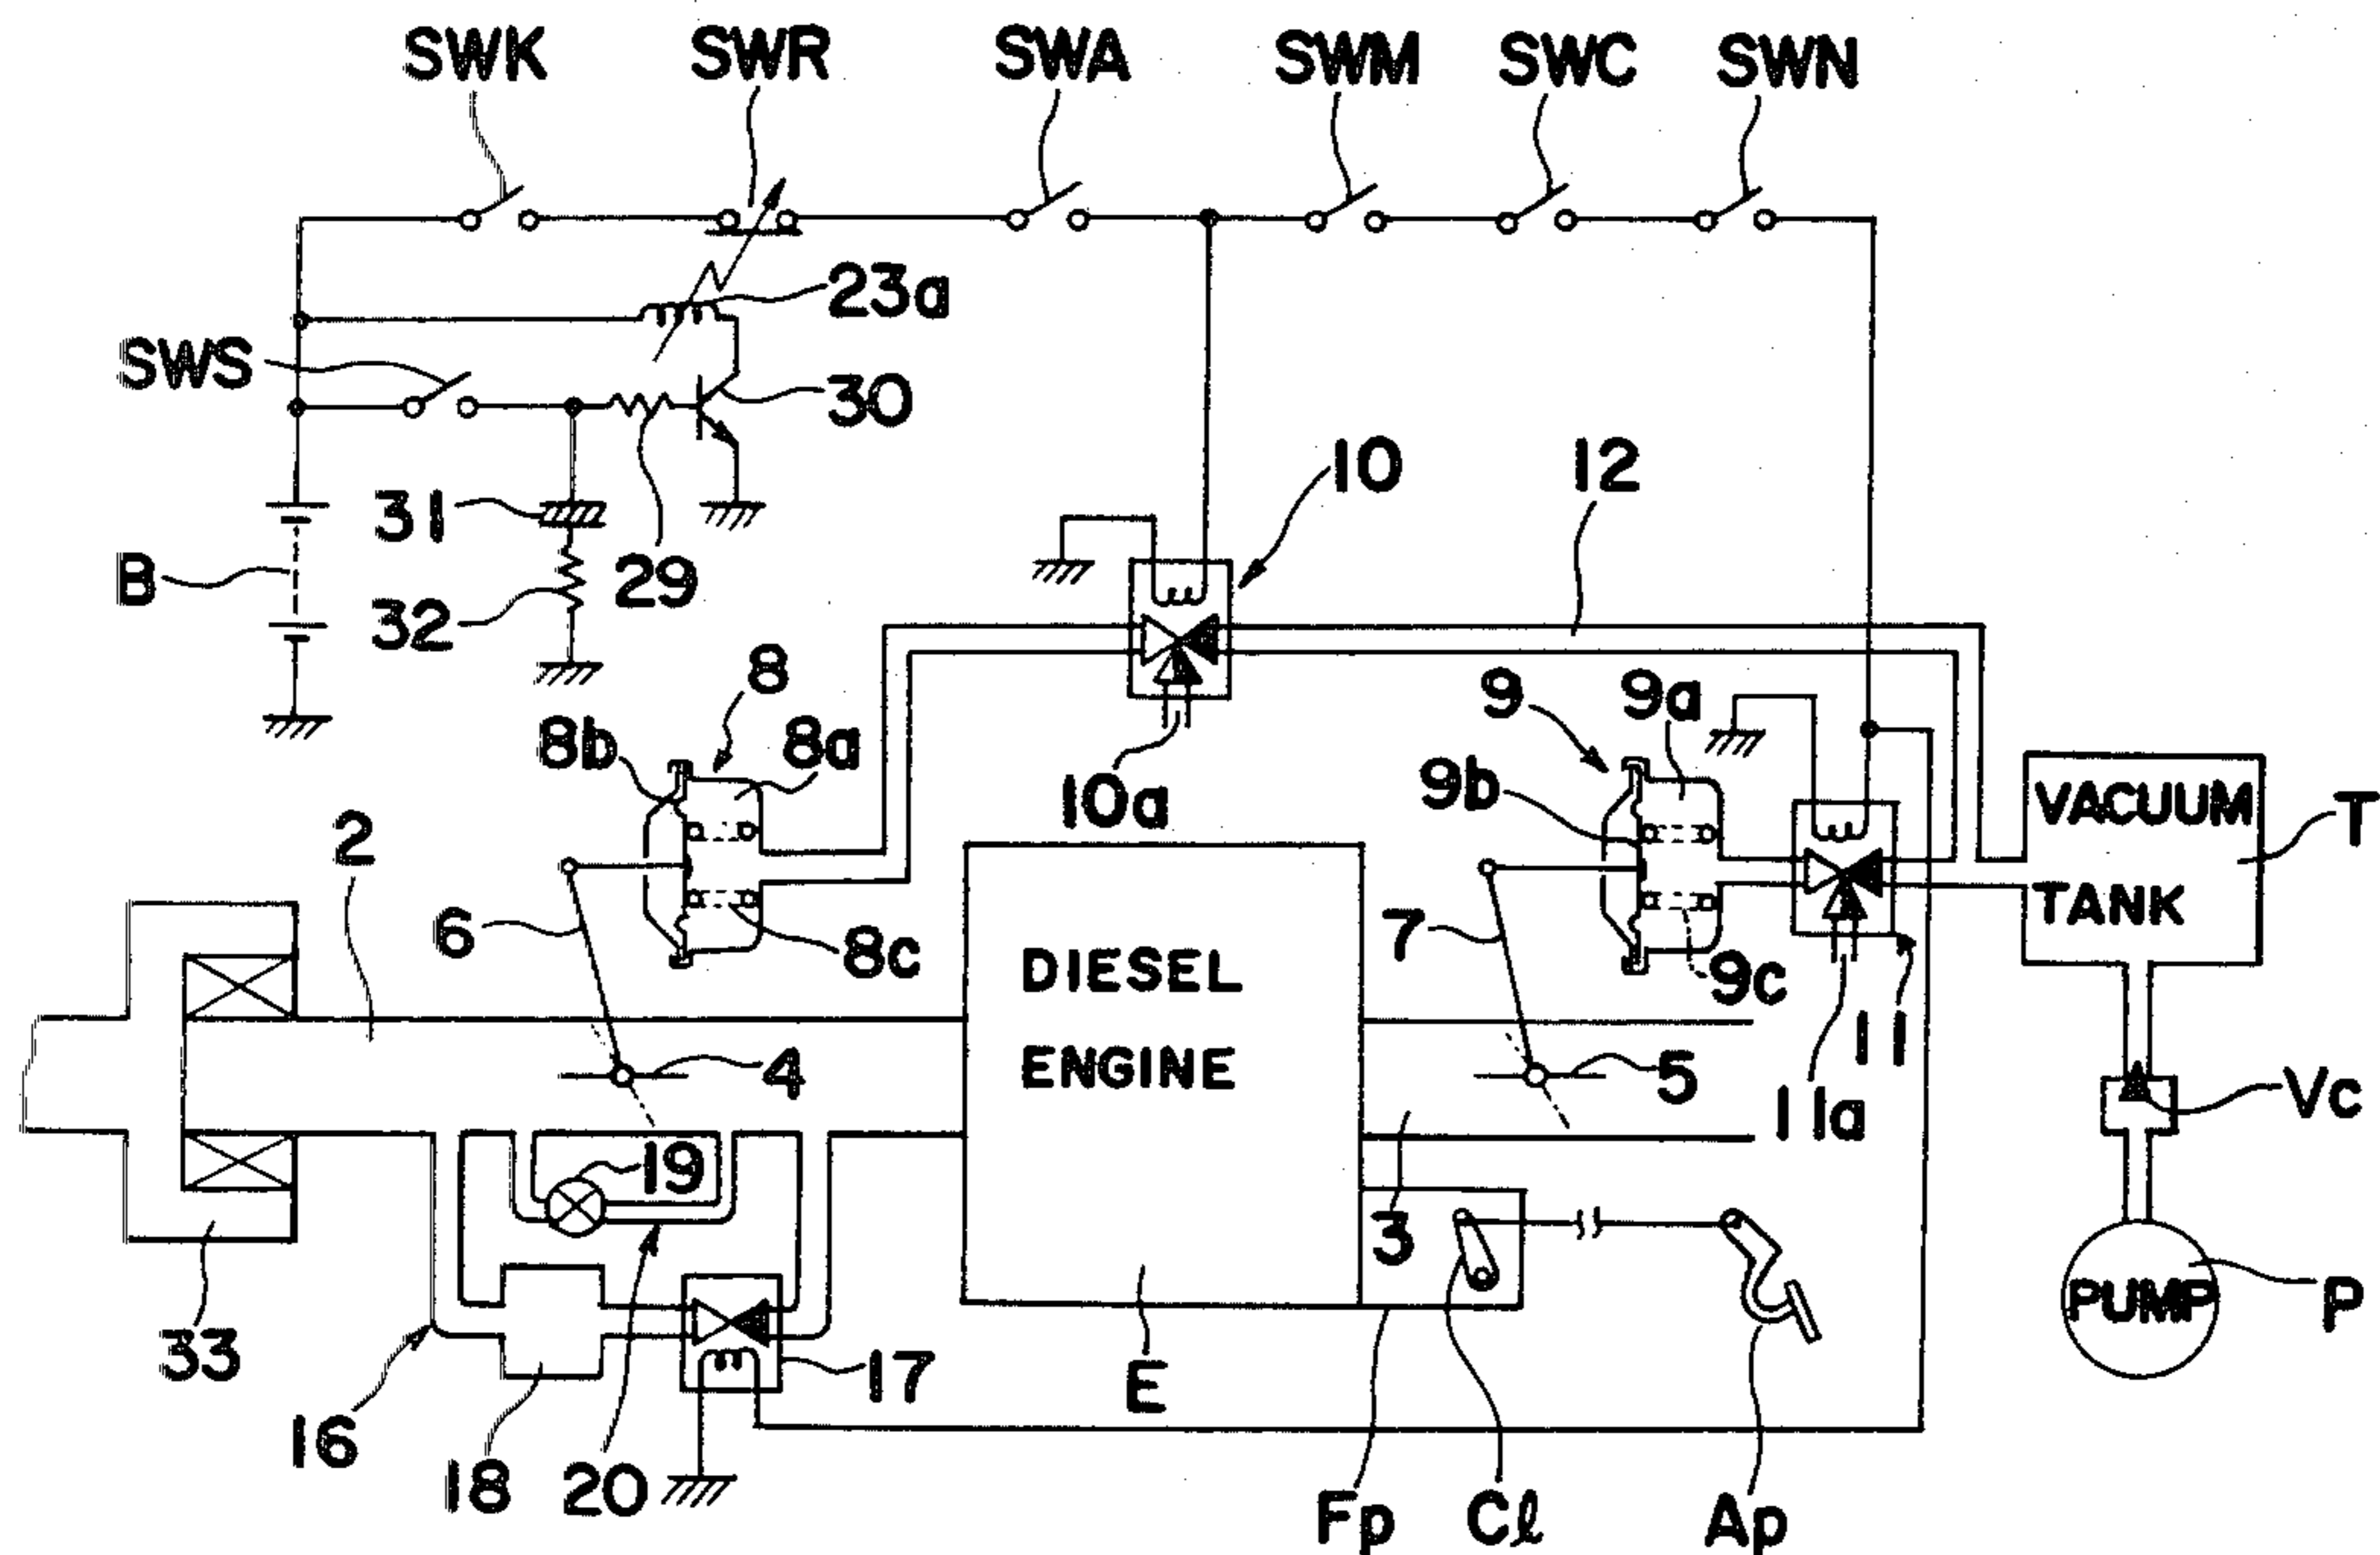 SWK SWR SWA SWM SWC SWN
23a
SWS
30
10 12
31
B
29
32
8 9 9a
8b 8a
10a 9b
VACUUM
T
2
6 7
TANK
8c 9c
DIESEL
11
ENGINE
4 5
Vc
11a
19
3
PUMP P
33
17
E
16
18 20
Fp Cl Ap